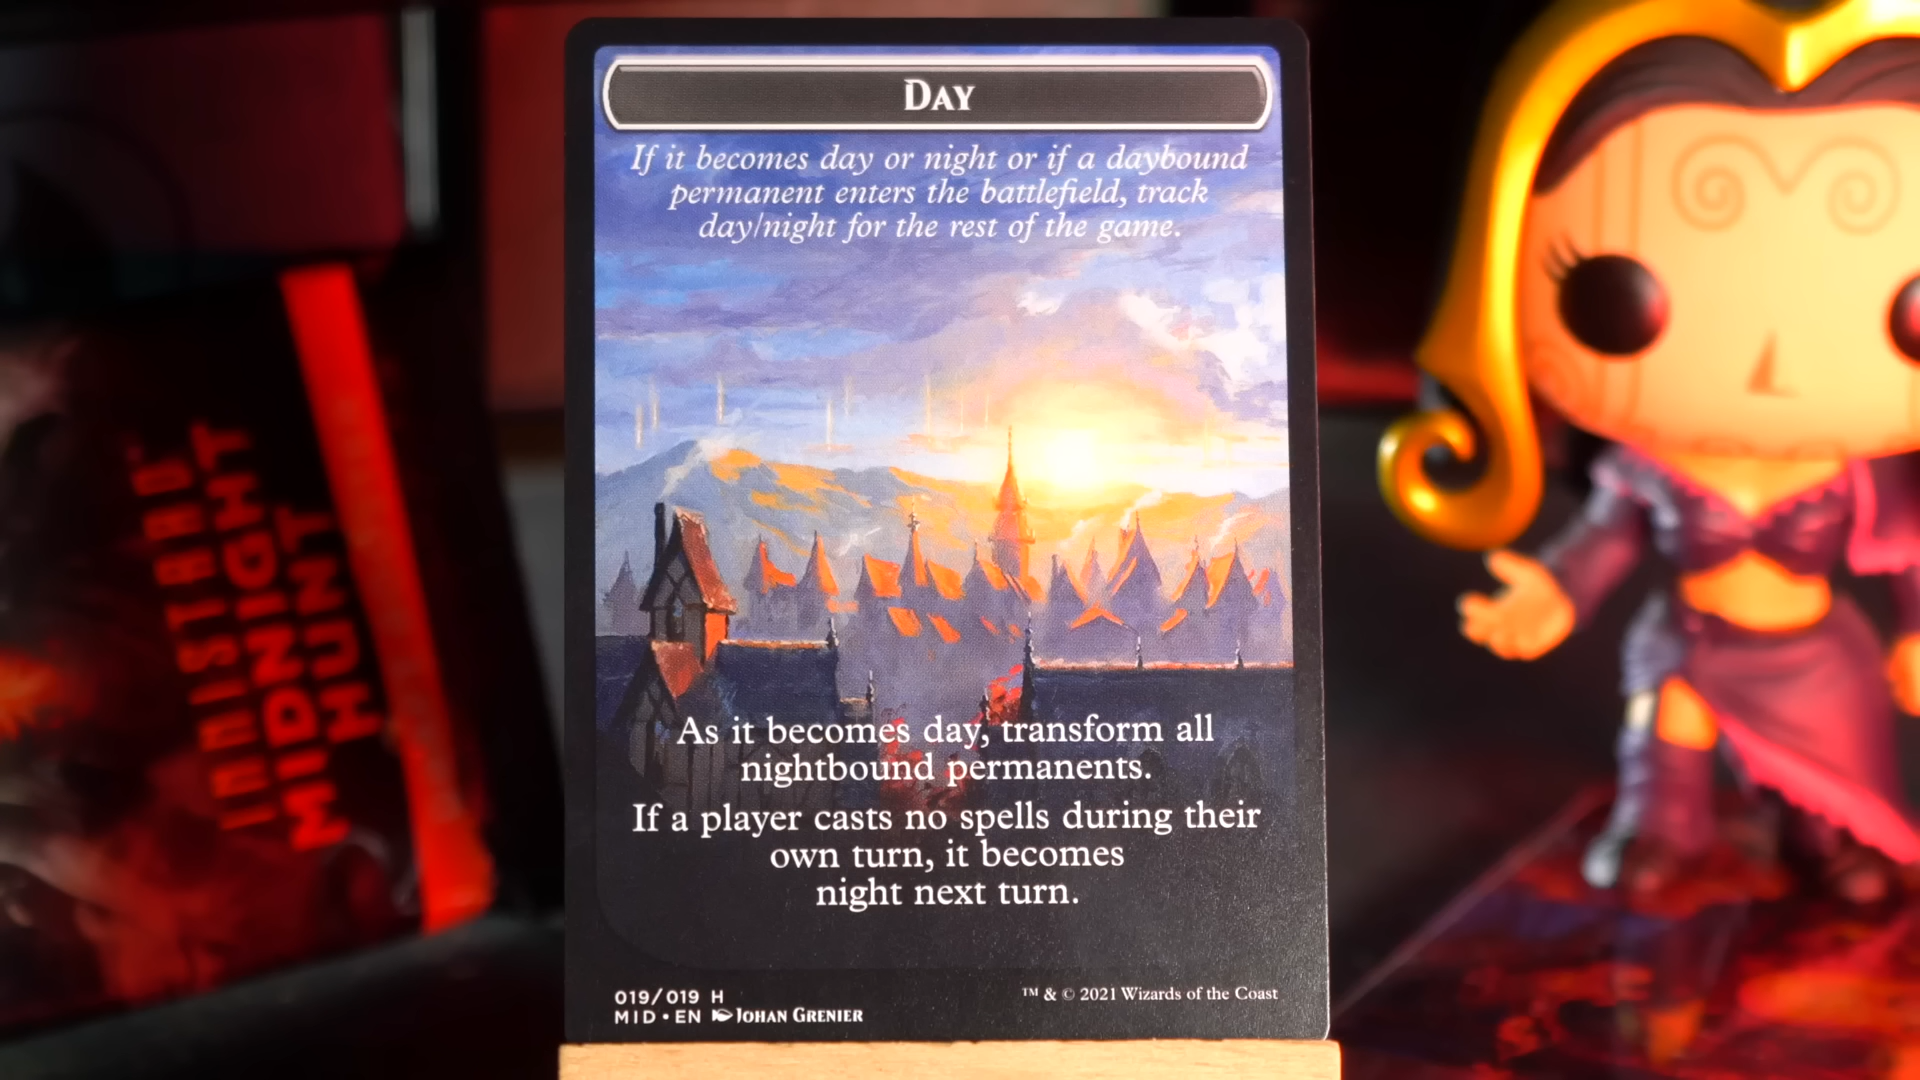 Day
If it becomes day or night or if a daybound
permanent enters the battlefield, track
day/night for the rest of the game.
As it becomes day, transform all
nightbound permanents.
If a player casts no spells during their
own turn, it becomes
night next turn.
019/019 H
MID • EN Johan Grenier
™ & © 2021 Wizards of the Coast
INNISTRAD
MIDNIGHT
HUNT